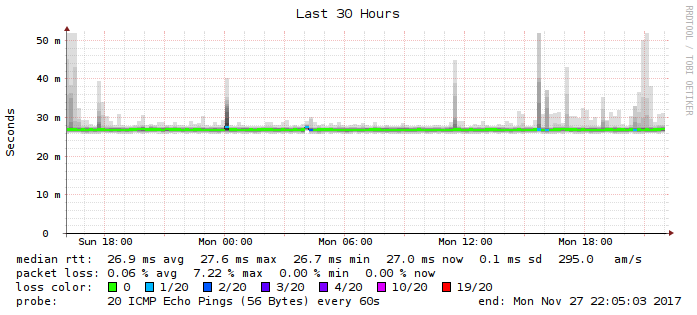 Last 30 Hours
RRDTOOL / TOBI OETIKER
Seconds
50 m
40 m
30 m
20 m
10 m
0
Sun 18:00 Mon 00:00 Mon 06:00 Mon 12:00 Mon 18:00
median rtt: 26.9 ms avg 27.6 ms max 26.7 ms min 27.0 ms now 0.1 ms sd 295.0 am/s
packet loss: 0.06 % avg 7.22 % max 0.00 % min 0.00 % now
loss color: 0 1/20 2/20 3/20 4/20 10/20 19/20
probe: 20 ICMP Echo Pings (56 Bytes) every 60s end: Mon Nov 27 22:05:03 2017